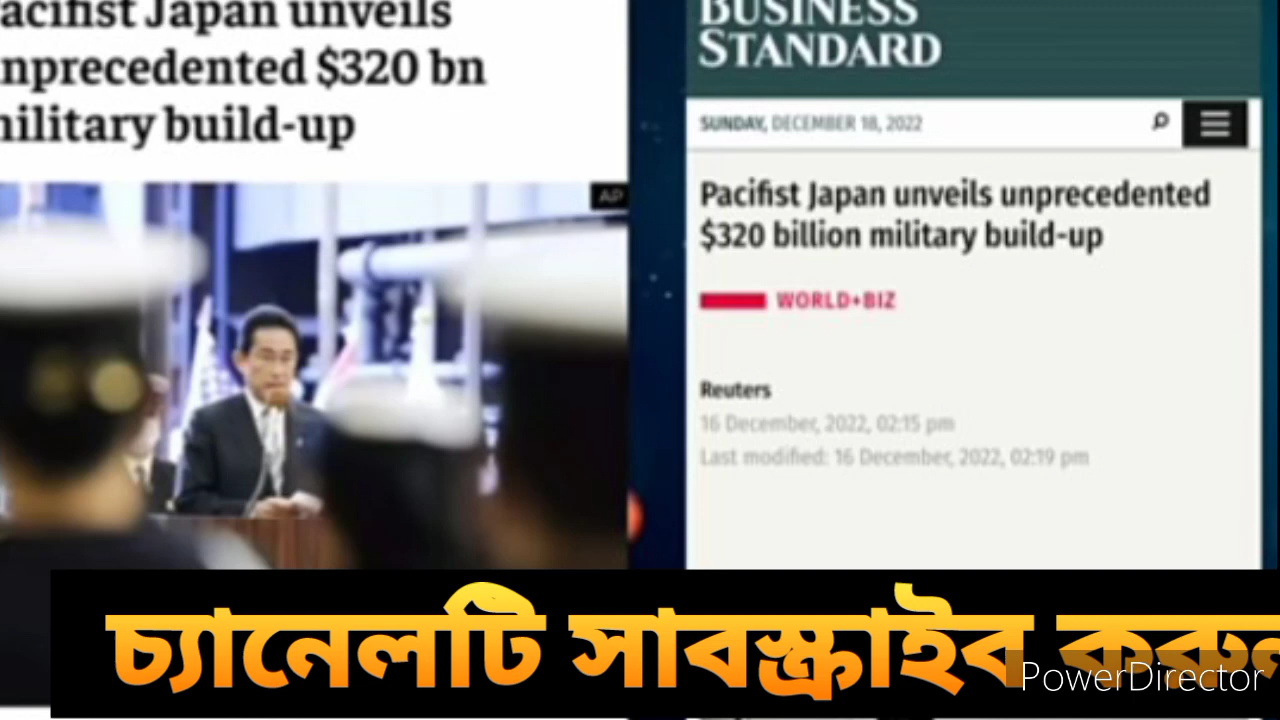 acifist Japan unveils
nprecedented $320 bn
military build-up
AP
BUSINESS
STANDARD
SUNDAY, DECEMBER 18, 2022
Pacifist Japan unveils unprecedented
$320 billion military build-up
WORLD+BIZ
Reuters
16 December, 2022, 02:15 pm
Last modified: 16 December, 2022, 02:19 pm
চ্যানেলটি সাবস্ক্রাইব করুন
PowerDirector